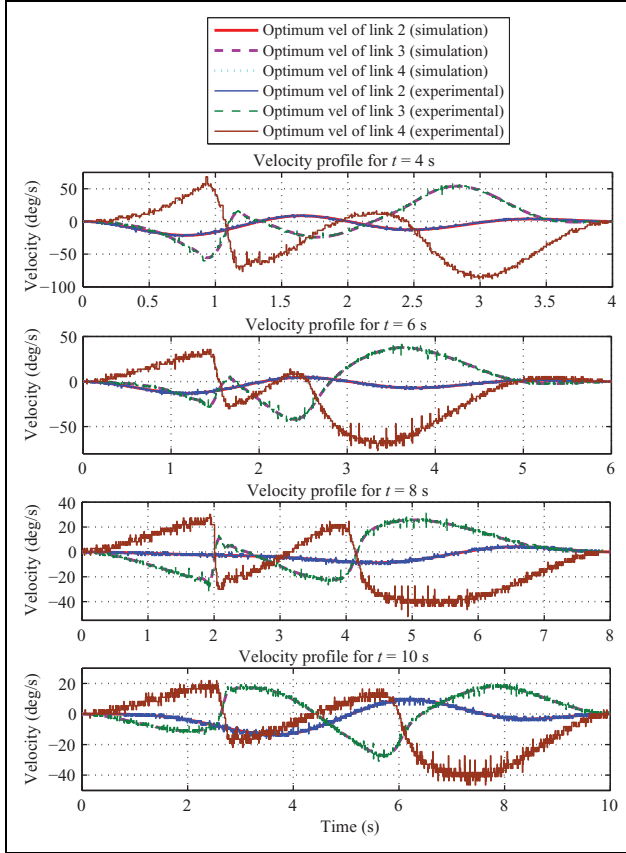 Optimum vel of link 2 (simulation)
Optimum vel of link 3 (simulation)
Optimum vel of link 4 (simulation)
Optimum vel of link 2 (experimental)
Optimum vel of link 3 (experimental)
Optimum vel of link 4 (experimental)
Velocity profile for t = 4 s
Velocity (deg/s)
50
0
−50
−100
0 0.5 1 1.5 2 2.5 3 3.5 4
Velocity profile for t = 6 s
Velocity (deg/s)
50
0
−50
0 1 2 3 4 5 6
Velocity profile for t = 8 s
Velocity (deg/s)
40
20
0
−20
−40
0 1 2 3 4 5 6 7 8
Velocity profile for t = 10 s
Velocity (deg/s)
20
0
−20
−40
0 2 4 6 8 10
Time (s)